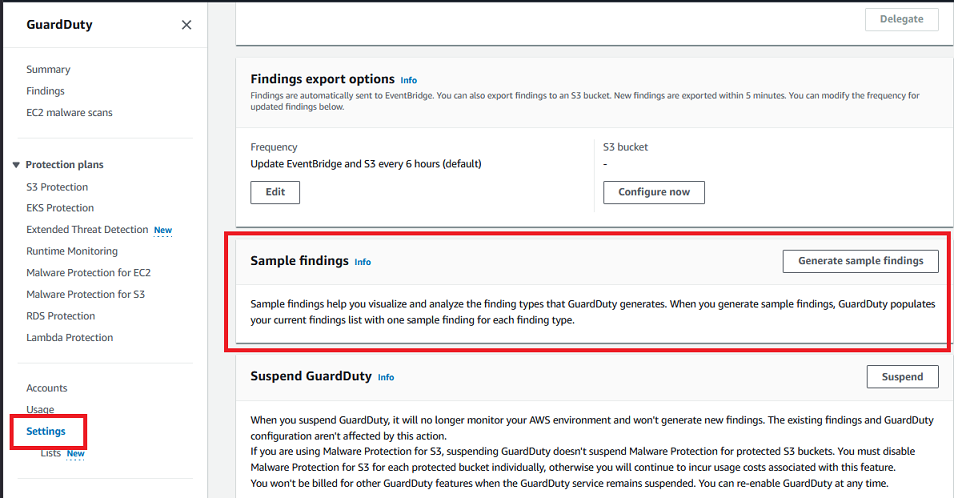 GuardDuty
Summary
Findings
EC2 malware scans
Protection plans
S3 Protection
EKS Protection
Extended Threat Detection New
Runtime Monitoring
Malware Protection for EC2
Malware Protection for S3
RDS Protection
Lambda Protection
Accounts
Usage
Settings
Lists New
Delegate
Findings export options Info
Findings are automatically sent to EventBridge. You can also export findings to an S3 bucket. New findings are exported within 5 minutes. You can modify the frequency for
updated findings below.
Frequency
Update EventBridge and S3 every 6 hours (default)
Edit
S3 bucket
-
Configure now
Sample findings Info
Generate sample findings
Sample findings help you visualize and analyze the finding types that GuardDuty generates. When you generate sample findings, GuardDuty populates
your current findings list with one sample finding for each finding type.
Suspend GuardDuty Info
Suspend
When you suspend GuardDuty, it will no longer monitor your AWS environment and won't generate new findings. The existing findings and GuardDuty
configuration aren't affected by this action.
If you are using Malware Protection for S3, suspending GuardDuty doesn't suspend Malware Protection for protected S3 buckets. You must disable
Malware Protection for S3 for each protected bucket individually, otherwise you will continue to incur usage costs associated with this feature.
You won't be billed for other GuardDuty features when the GuardDuty service remains suspended. You can re-enable GuardDuty at any time.